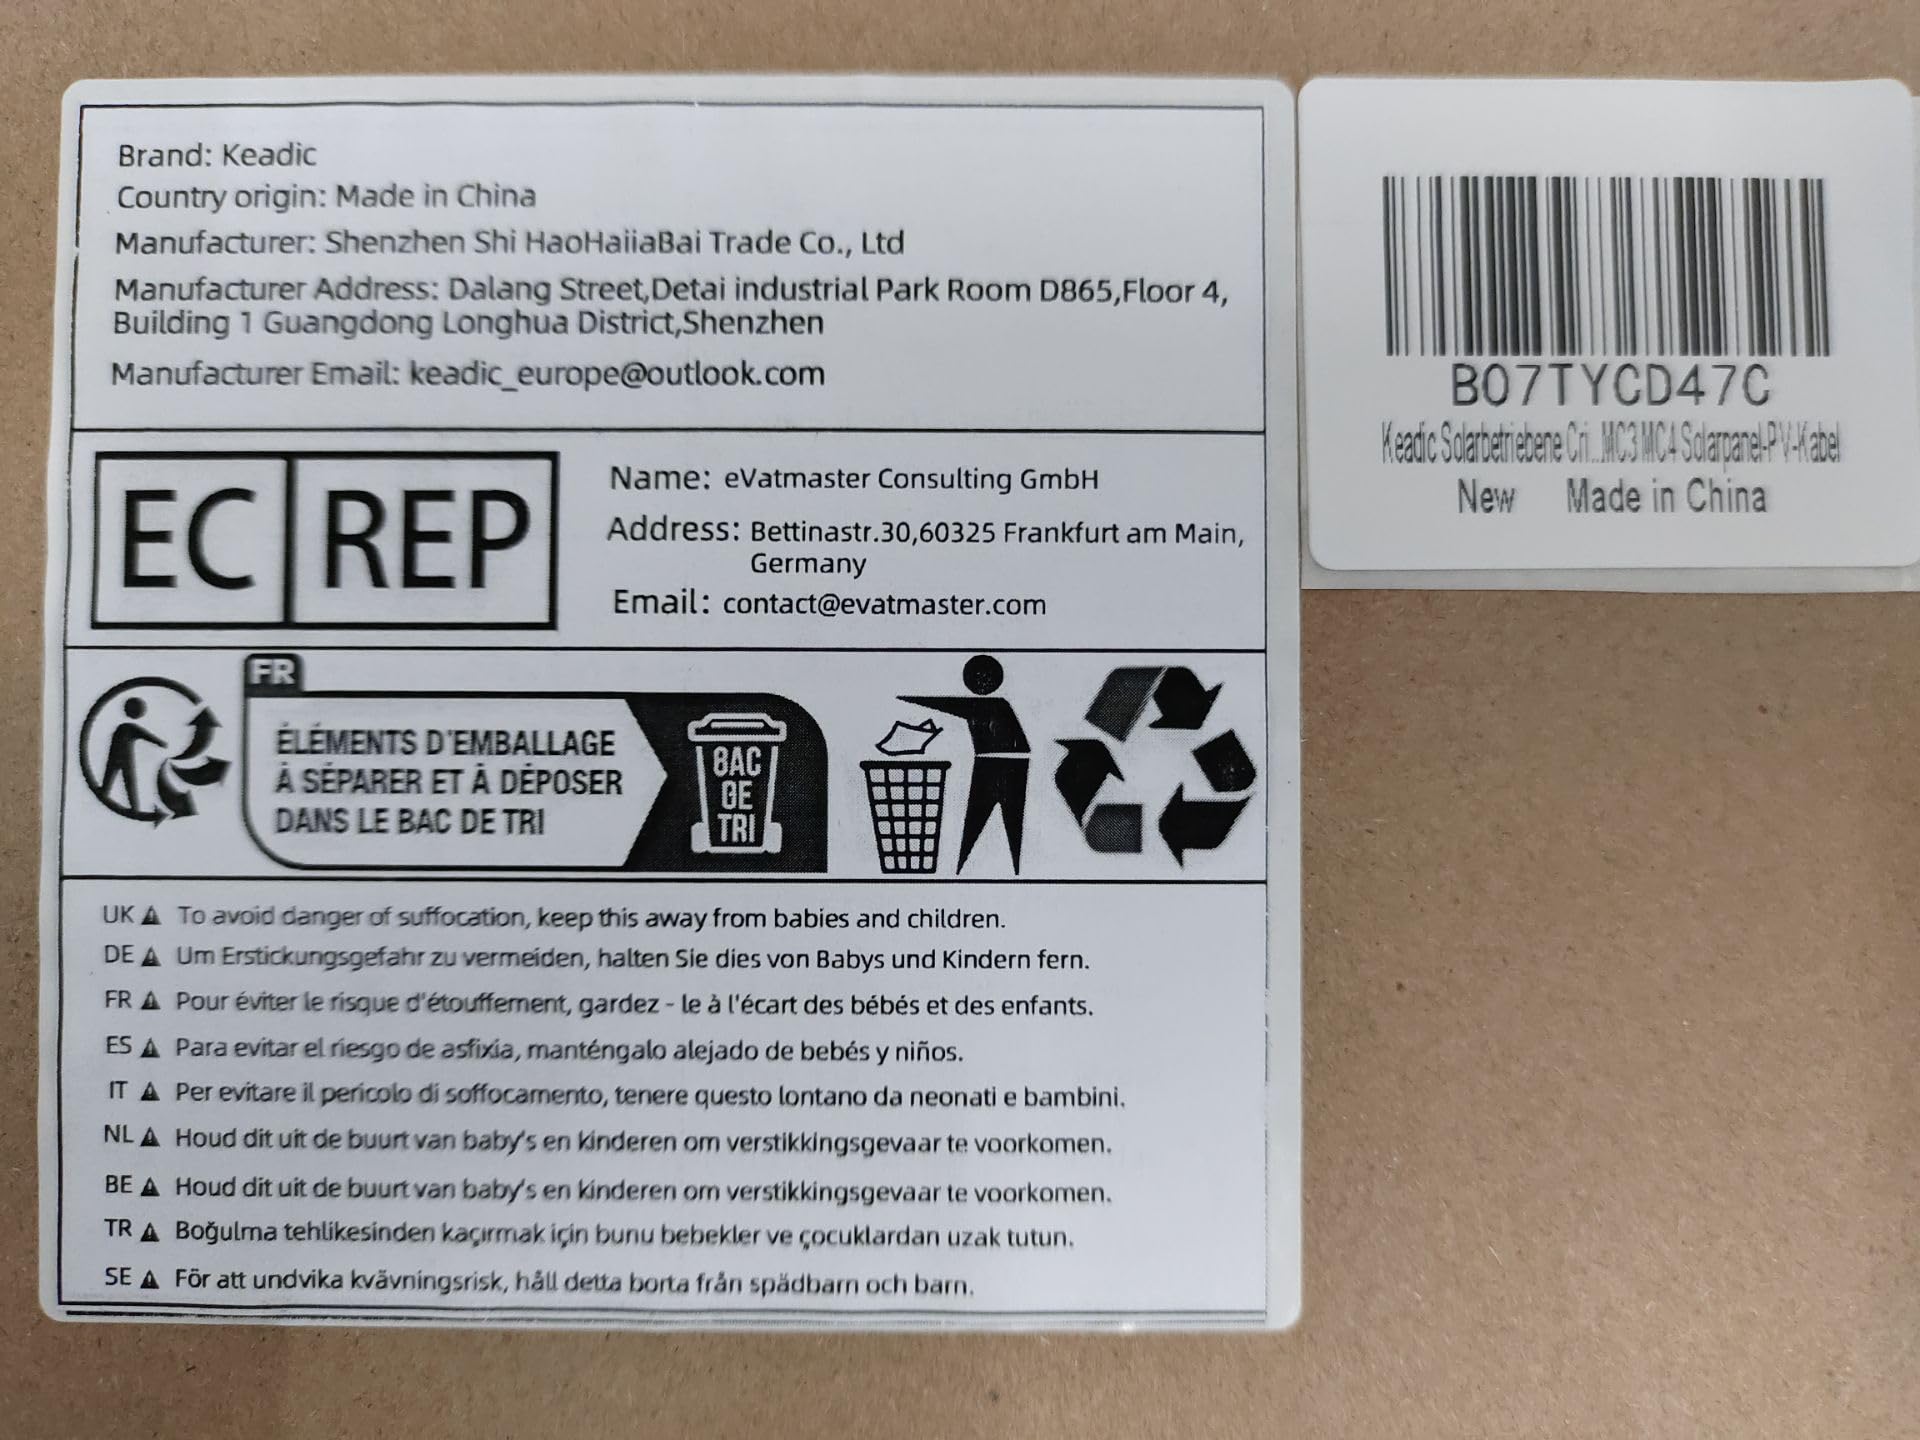 Brand: Keadic
Country origin: Made in China
Manufacturer: Shenzhen Shi HaoHaiiaBai Trade Co., Ltd
Manufacturer Address: Dalang Street,Detai industrial Park Room D865,Floor 4,
Building 1 Guangdong Longhua District,Shenzhen
Manufacturer Email: keadic_europe@outlook.com
EC REP
Name: eVatmaster Consulting GmbH
Address: Bettinastr.30,60325 Frankfurt am Main,
Germany
Email: contact@evatmaster.com
FR
ÉLÉMENTS D'EMBALLAGE
À SÉPARER ET À DÉPOSER
DANS LE BAC DE TRI
BAC
DE
TRI
UK To avoid danger of suffocation, keep this away from babies and children.
DE Um Erstickungsgefahr zu vermeiden, halten Sie dies von Babys und Kindern fern.
FR Pour éviter le risque d'étouffement, gardez - le à l'écart des bébés et des enfants.
ES Para evitar el riesgo de asfixia, manténgalo alejado de bebés y niños.
IT Per evitare il pericolo di soffocamento, tenere questo lontano da neonati e bambini.
NL Houd dit uit de buurt van baby's en kinderen om verstikkingsgevaar te voorkomen.
BE Houd dit uit de buurt van baby's en kinderen om verstikkingsgevaar te voorkomen.
TR Boğulma tehlikesinden kaçırmak için bunu bebekler ve çocuklardan uzak tutun.
SE För att undvika kvävningsrisk, håll detta borta från spädbarn och barn.
B07TYCD47C
Keadic Solarbetriebene Cri...MC3 MC4 Solarpanel-PV-Kabel
New Made in China